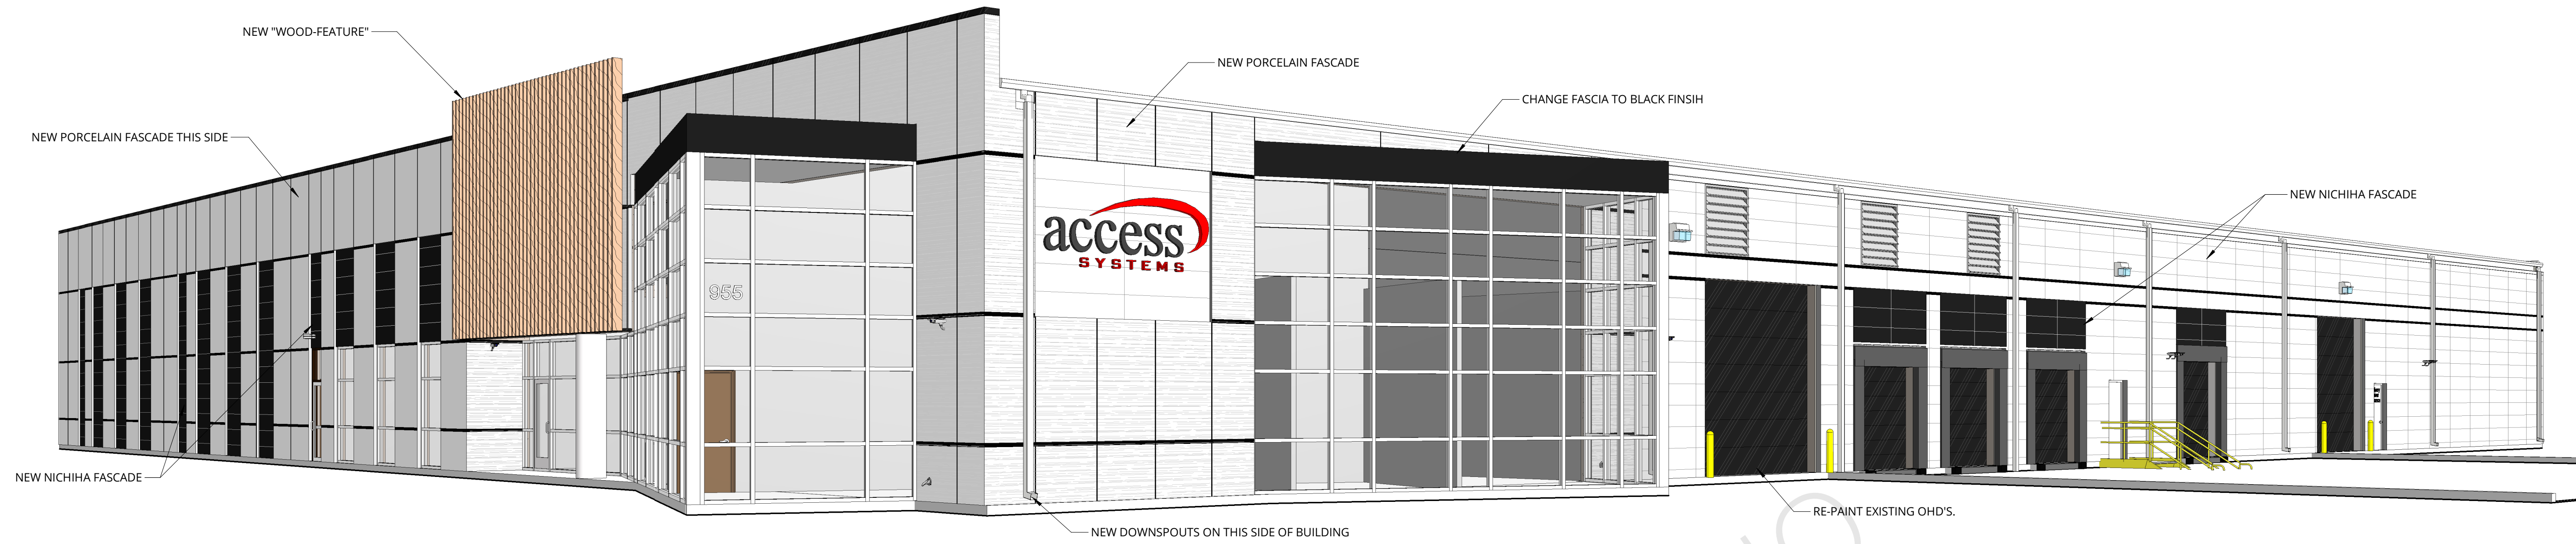 NEW "WOOD-FEATURE"
NEW PORCELAIN FASCADE
CHANGE FASCIA TO BLACK FINSIH
NEW PORCELAIN FASCADE THIS SIDE
NEW NICHIHA FASCADE
access
SYSTEMS
955
NEW NICHIHA FASCADE
RE-PAINT EXISTING OHD'S.
NEW DOWNSPOUTS ON THIS SIDE OF BUILDING